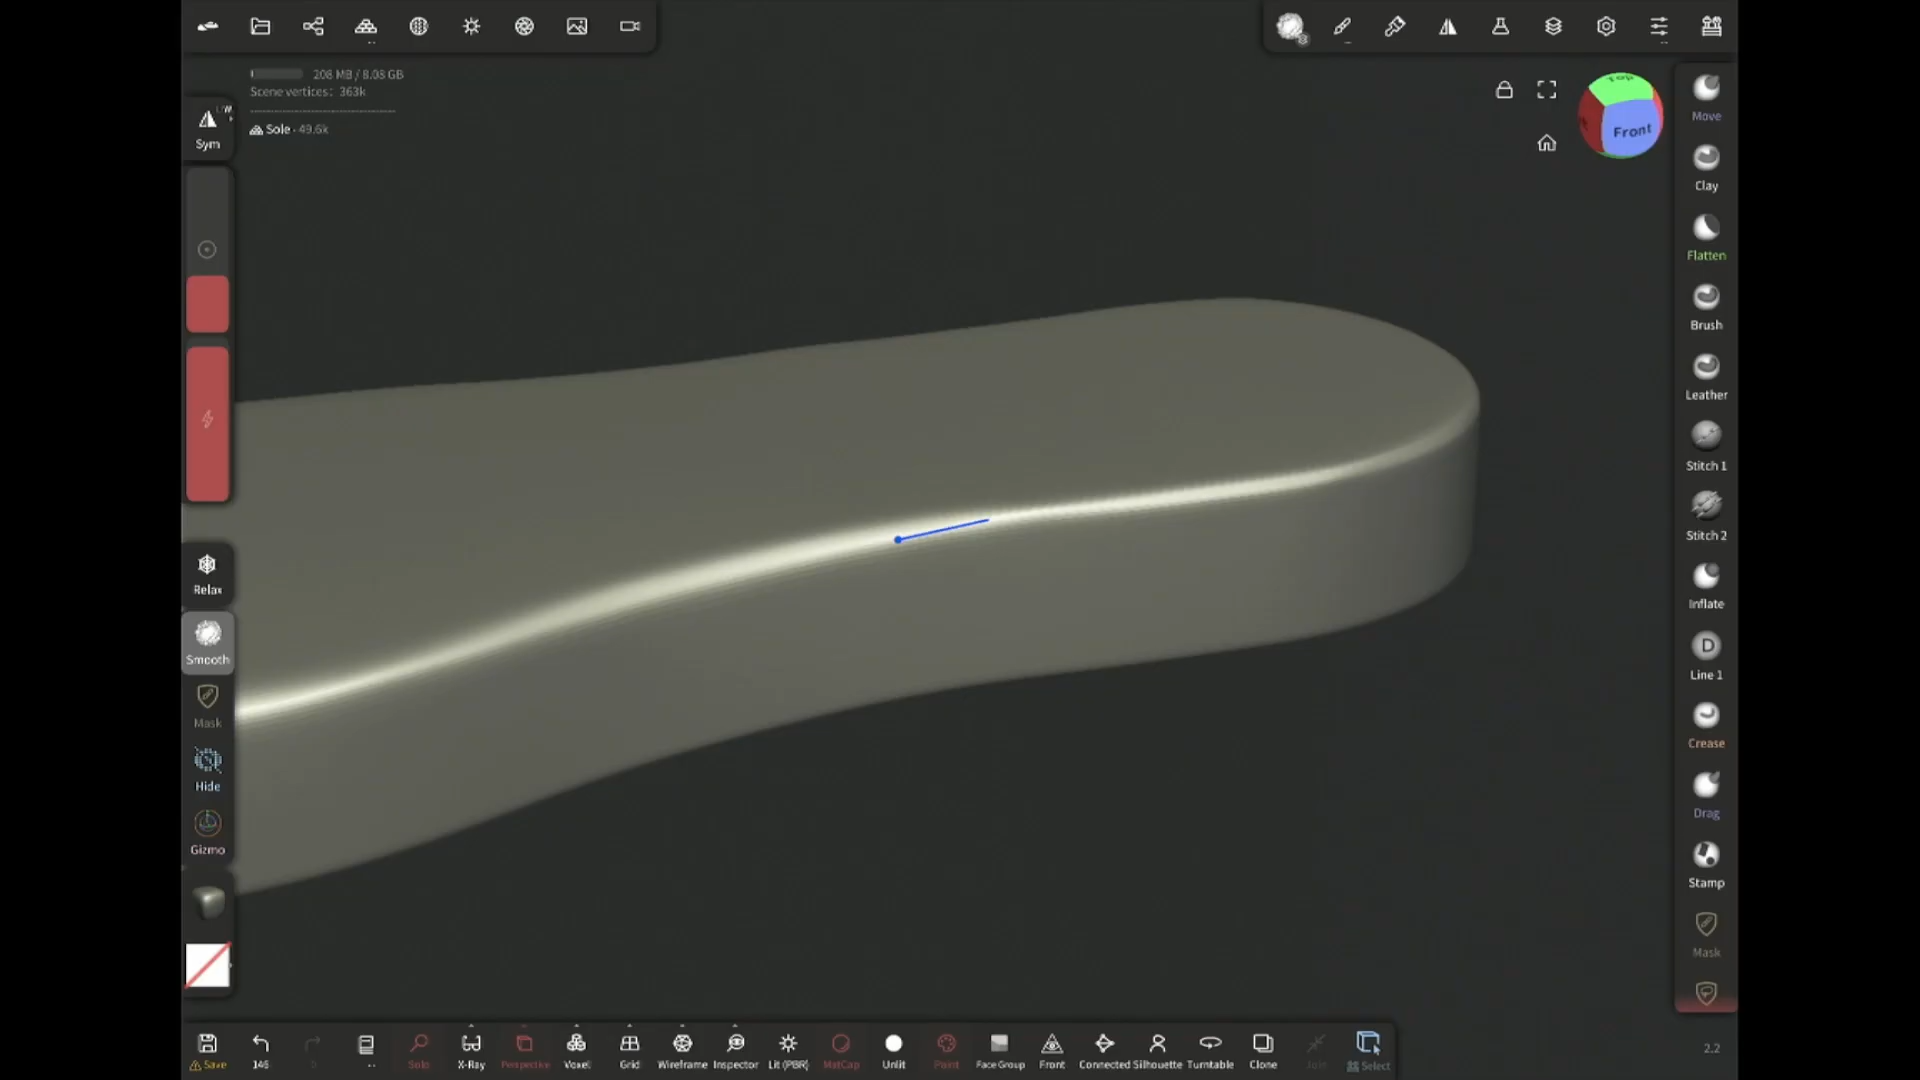 208 MB / 8.03 GB
Scene vertices: 363k
Sole - 49.6k
Sym
Relax
Smooth
Mask
Hide
Gizmo
Top
Front
Move
Clay
Flatten
Brush
Leather
Stitch 1
Stitch 2
Inflate
D
Line 1
Crease
Drag
Stamp
Mask
Save
146
Solo
X-Ray
Perspective
Voxel
Grid
Wireframe
Inspector
Lit (PBR)
MatCap
Unlit
Paint
Face Group
Front
Connected
Silhouette
Turntable
Clone
Join
Select
2.2